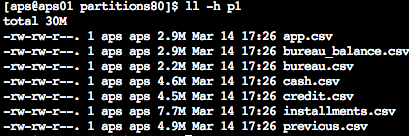 [aps@aps01 partitions80]$ ll -h p1
total 30M
-rw-rw-r--. 1 aps aps 2.9M Mar 14 17:26 app.csv
-rw-rw-r--. 1 aps aps 2.9M Mar 14 17:26 bureau_balance.csv
-rw-rw-r--. 1 aps aps 2.2M Mar 14 17:26 bureau.csv
-rw-rw-r--. 1 aps aps 4.6M Mar 14 17:26 cash.csv
-rw-rw-r--. 1 aps aps 4.5M Mar 14 17:26 credit.csv
-rw-rw-r--. 1 aps aps 7.7M Mar 14 17:26 installments.csv
-rw-rw-r--. 1 aps aps 4.9M Mar 14 17:26 previous.csv